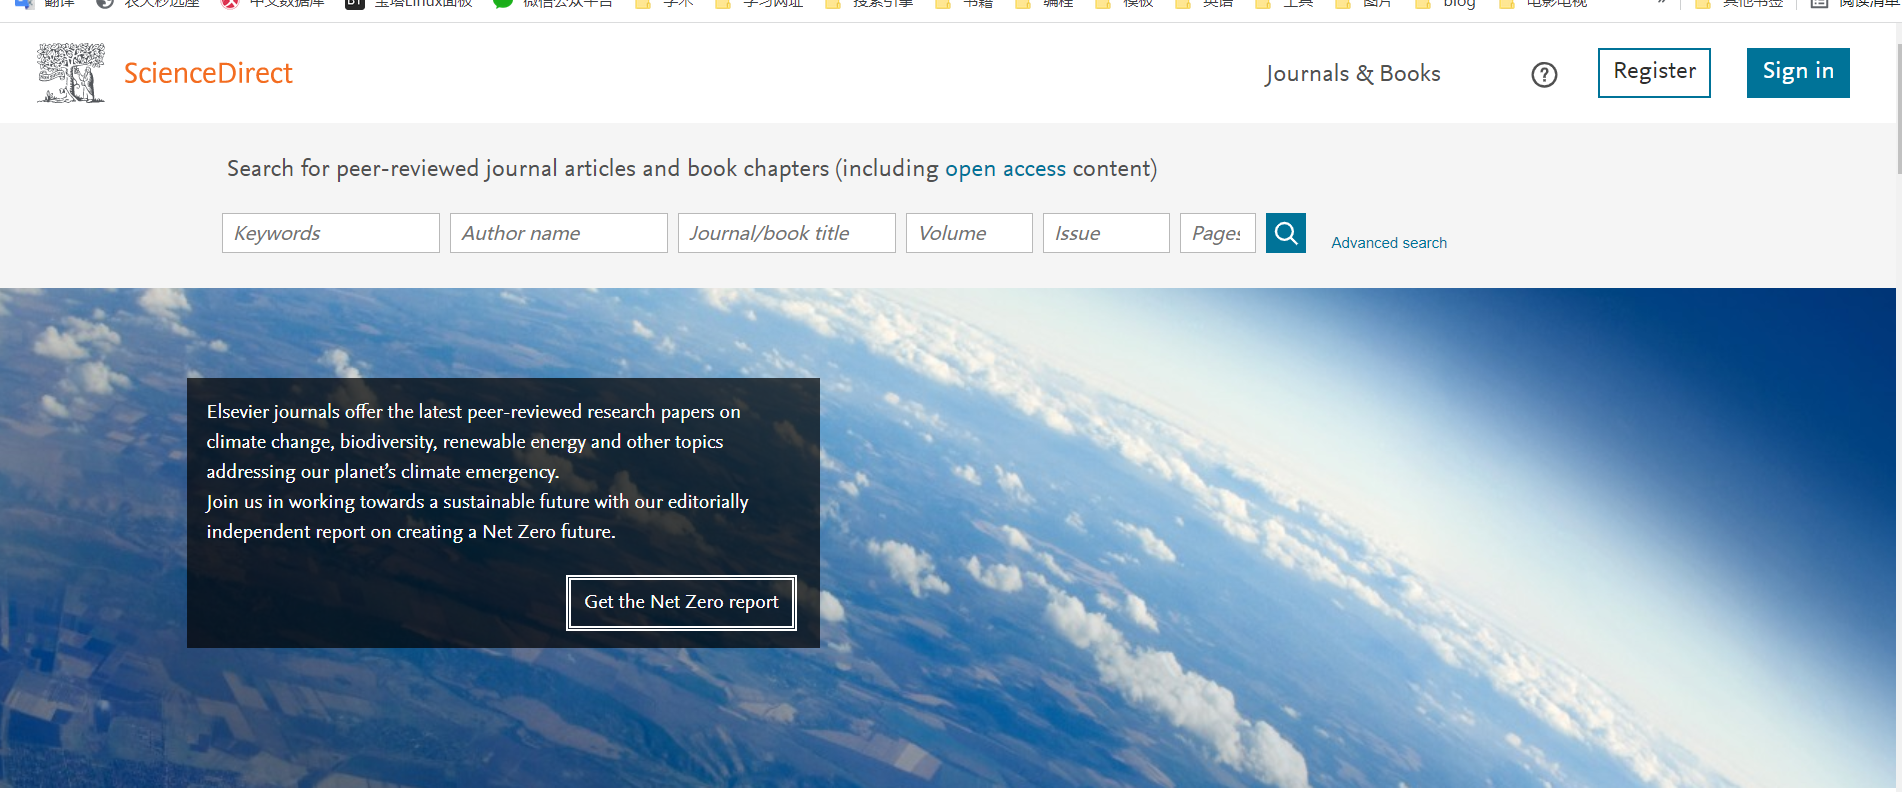 翻译 中文数据库 宝塔Linux面板 微信公众平台 学术 学习网址 搜索引擎 书籍 编程 模板 英语 工具 图片 blog 电影电视 » 其他书签 阅读清单
ScienceDirect
Journals & Books ? Register Sign in
Search for peer-reviewed journal articles and book chapters (including open access content)
Keywords Author name Journal/book title Volume Issue Pages Advanced search
Elsevier journals offer the latest peer-reviewed research papers on
climate change, biodiversity, renewable energy and other topics
addressing our planet’s climate emergency.
Join us in working towards a sustainable future with our editorially
independent report on creating a Net Zero future.
Get the Net Zero report